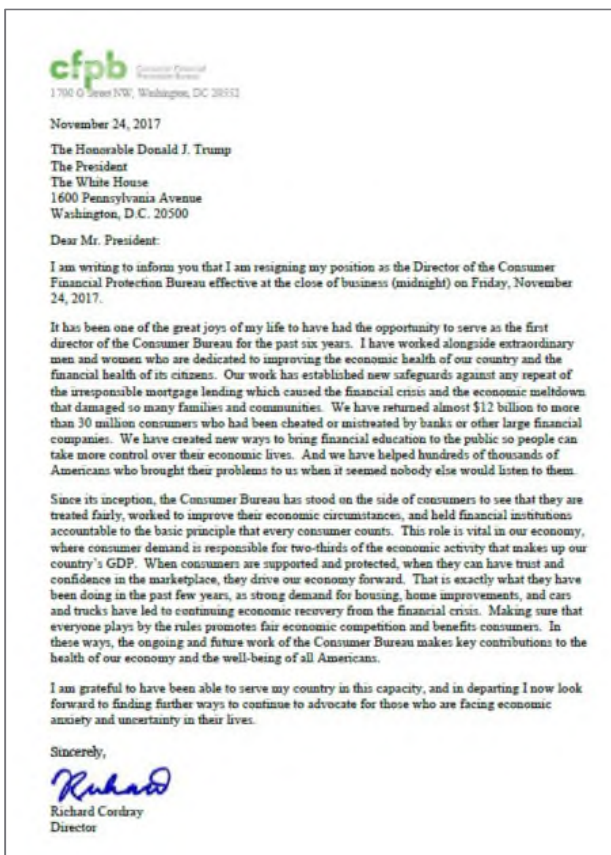 cfpb Consumer Financial
Protection Bureau
1700 G Street NW, Washington, DC 20552
November 24, 2017
The Honorable Donald J. Trump
The President
The White House
1600 Pennsylvania Avenue
Washington, D.C. 20500
Dear Mr. President:
I am writing to inform you that I am resigning my position as the Director of the Consumer
Financial Protection Bureau effective at the close of business (midnight) on Friday, November
24, 2017.
It has been one of the great joys of my life to have had the opportunity to serve as the first
director of the Consumer Bureau for the past six years. I have worked alongside extraordinary
men and women who are dedicated to improving the economic health of our country and the
financial health of its citizens. Our work has established new safeguards against any repeat of
the irresponsible mortgage lending which caused the financial crisis and the economic meltdown
that damaged so many families and communities. We have returned almost $12 billion to more
than 30 million consumers who had been cheated or mistreated by banks or other large financial
companies. We have created new ways to bring financial education to the public so people can
take more control over their economic lives. And we have helped hundreds of thousands of
Americans who brought their problems to us when it seemed nobody else would listen to them.
Since its inception, the Consumer Bureau has stood on the side of consumers to see that they are
treated fairly, worked to improve their economic circumstances, and held financial institutions
accountable to the basic principle that every consumer counts. This role is vital in our economy,
where consumer demand is responsible for two-thirds of the economic activity that makes up our
country's GDP. When consumers are supported and protected, when they can have trust and
confidence in the marketplace, they drive our economy forward. That is exactly what they have
been doing in the past few years, as strong demand for housing, home improvements, and cars
and trucks have led to continuing economic recovery from the financial crisis. Making sure that
everyone plays by the rules promotes fair economic competition and benefits consumers. In
these ways, the ongoing and future work of the Consumer Bureau makes key contributions to the
health of our economy and the well-being of all Americans.
I am grateful to have been able to serve my country in this capacity, and in departing I now look
forward to finding further ways to continue to advocate for those who are facing economic
anxiety and uncertainty in their lives.
Sincerely,
Richard
Richard Cordray
Director